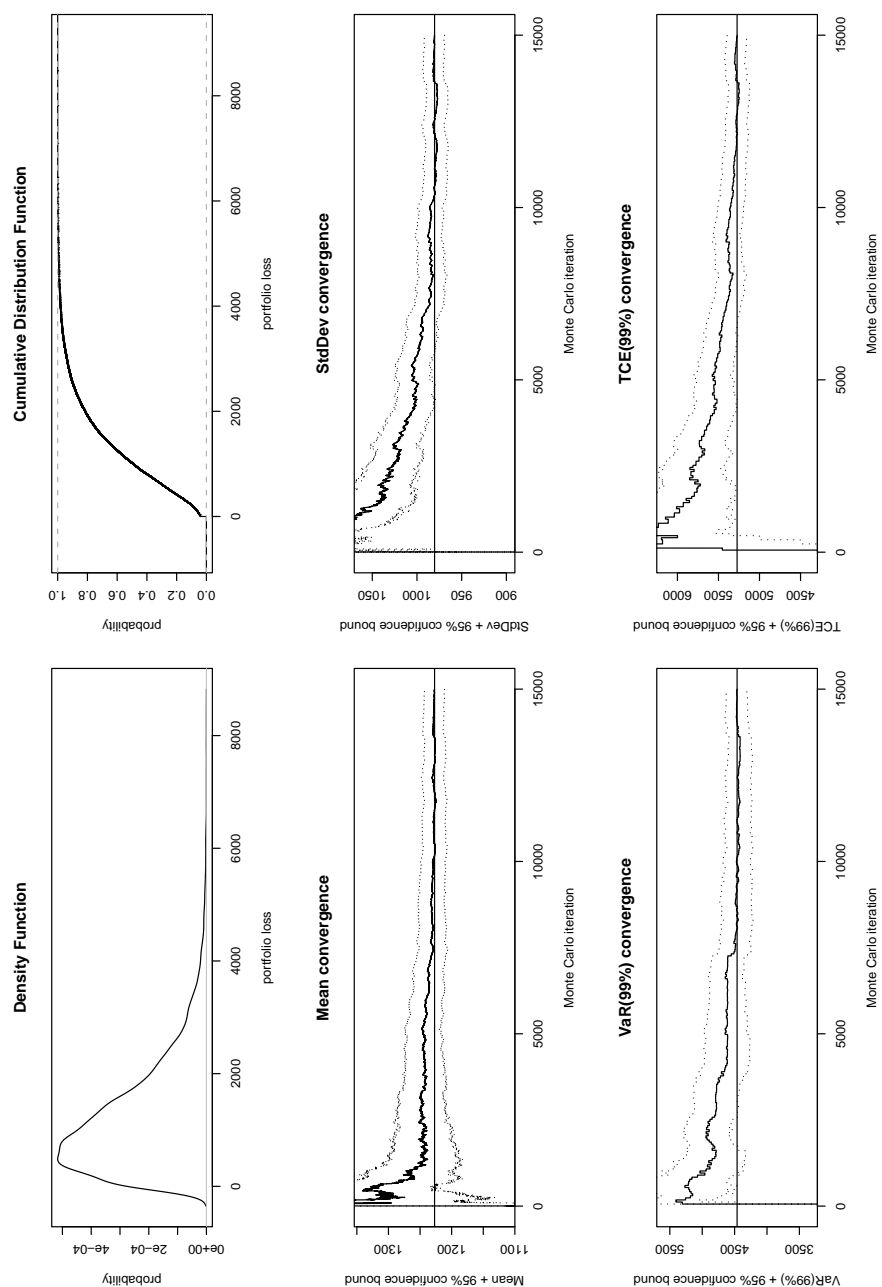 Density Function
probability
4e−04
2e−04
0e+00
0
2000
4000
6000
8000
portfolio loss
Cumulative Distribution Function
probability
1.0
0.8
0.6
0.4
0.2
0.0
0
2000
4000
6000
8000
portfolio loss
Mean convergence
Mean + 95% confidence bound
1300
1200
1100
0
5000
10000
15000
Monte Carlo iteration
StdDev convergence
StdDev + 95% confidence bound
1050
1000
950
900
0
5000
10000
15000
Monte Carlo iteration
VaR(99%) convergence
VaR(99%) + 95% confidence bound
5500
4500
3500
0
5000
10000
15000
Monte Carlo iteration
TCE(99%) convergence
TCE(99%) + 95% confidence bound
6000
5500
5000
4500
0
5000
10000
15000
Monte Carlo iteration